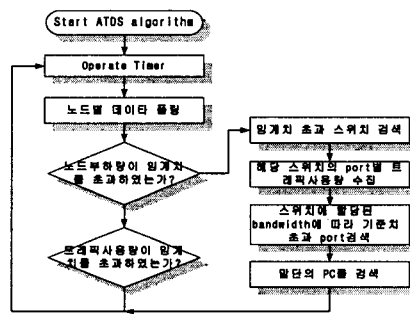 Start ATOS algorithm
Operate Timer
노드별 데이타 폴링
노드부하량이 임계치
를 초과하였는가?
트래픽사용량이 임계
치를 초과하였는가?
임계치 초과 스위치 검색
해당 스위치의 port별 트
래픽사용량 수집
스위치에 할당된
bandwidth에 따라 기준치
초과 port검색
말단의 PC를 검색